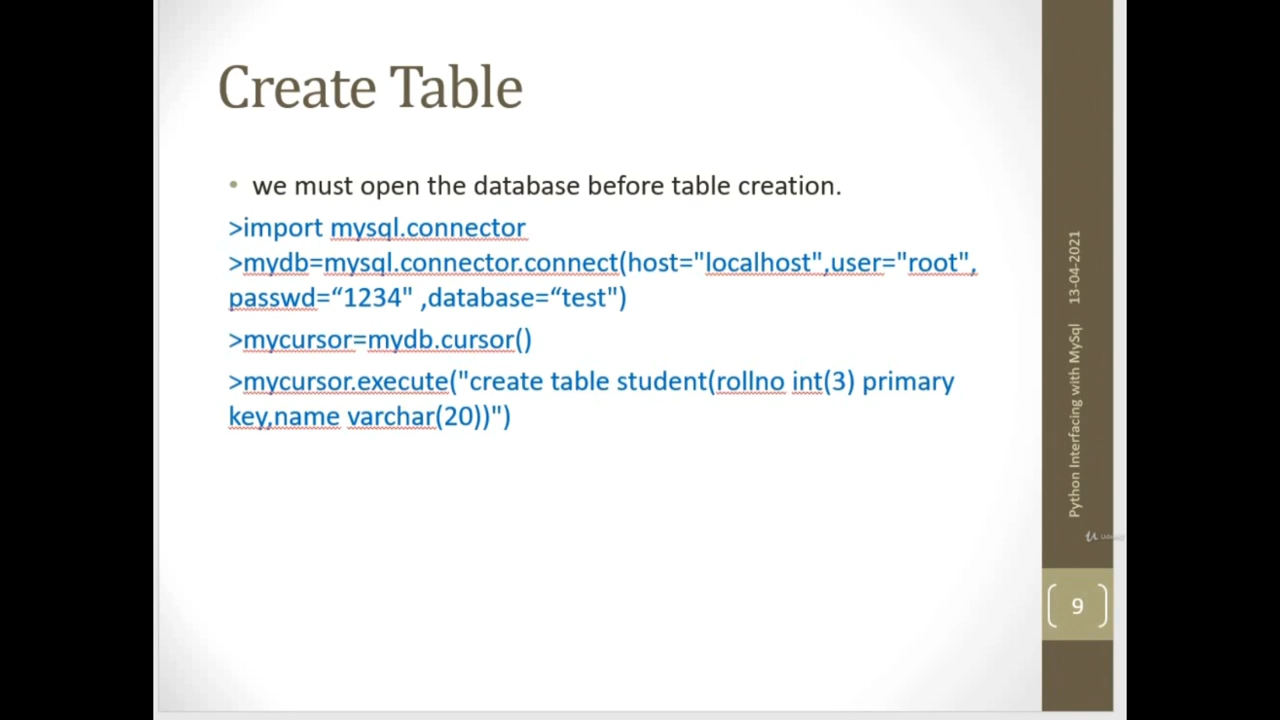 Create Table
• we must open the database before table creation.
>import mysql.connector
>mydb=mysql.connector.connect(host="localhost",user="root",
passwd=“1234" ,database=“test")
>mycursor=mydb.cursor()
>mycursor.execute("create table student(rollno int(3) primary
key,name varchar(20))")
Python Interfacing with MySql 13-04-2021
Udemy
9